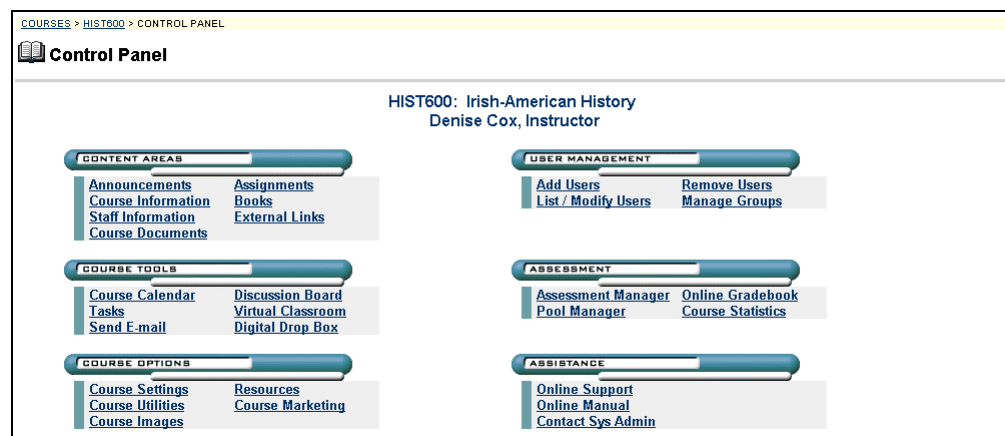 COURSES > HIST600 > CONTROL PANEL
Control Panel
HIST600: Irish-American History
Denise Cox, Instructor
CONTENT AREAS
Announcements Assignments
Course Information Books
Staff Information External Links
Course Documents
USER MANAGEMENT
Add Users Remove Users
List / Modify Users Manage Groups
COURSE TOOLS
Course Calendar Discussion Board
Tasks Virtual Classroom
Send E-mail Digital Drop Box
ASSESSMENT
Assessment Manager Online Gradebook
Pool Manager Course Statistics
COURSE OPTIONS
Course Settings Resources
Course Utilities Course Marketing
Course Images
ASSISTANCE
Online Support
Online Manual
Contact Sys Admin